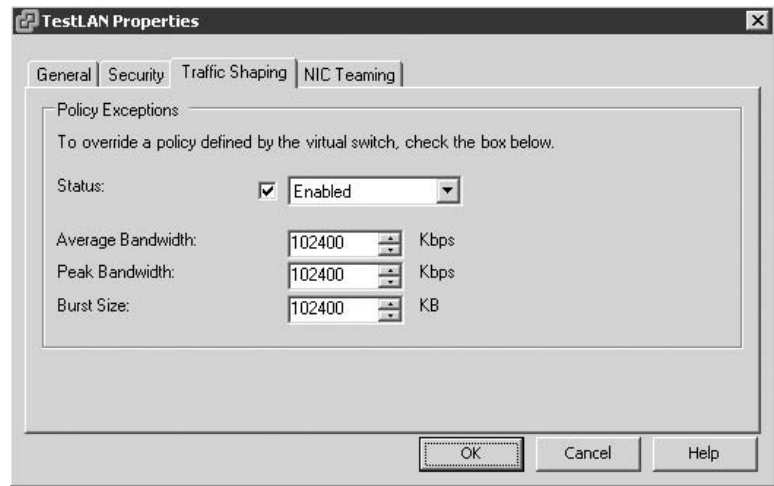 TestLAN Properties
General Security Traffic Shaping NIC Teaming
Policy Exceptions
To override a policy defined by the virtual switch, check the box below.
Status: Enabled
Average Bandwidth: 102400 Kbps
Peak Bandwidth: 102400 Kbps
Burst Size: 102400 KB
OK Cancel Help